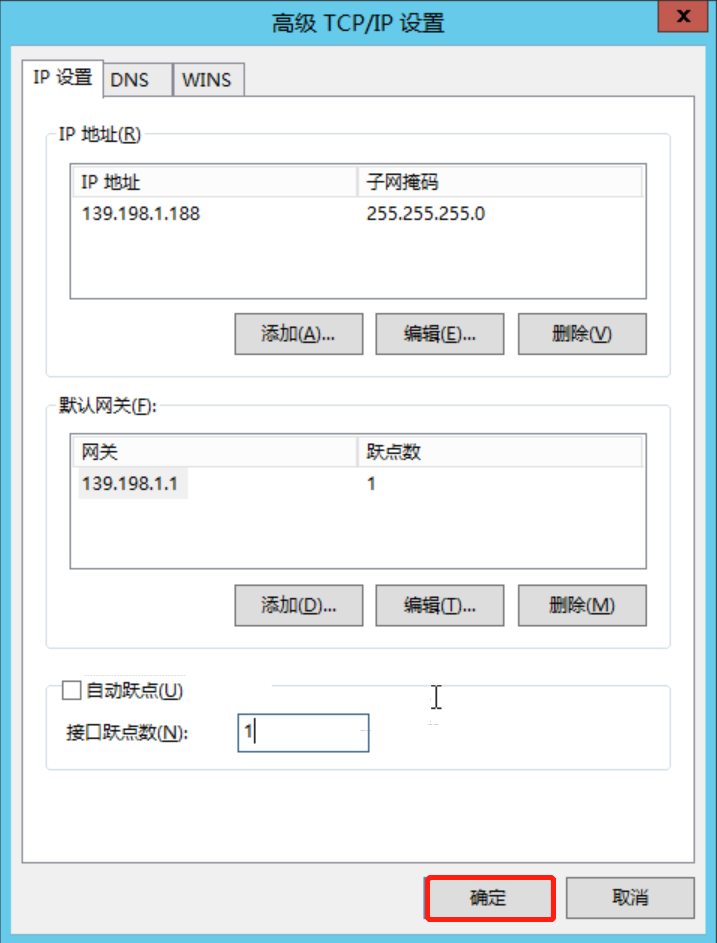 高级 TCP/IP 设置
x
IP 设置 DNS WINS
IP 地址(R)
IP 地址 子网掩码
139.198.1.188 255.255.255.0
添加(A)... 编辑(E)... 删除(V)
默认网关(F):
网关 跃点数
139.198.1.1 1
添加(D)... 编辑(T)... 删除(M)
自动跃点(U)
接口跃点数(N): 1
确定 取消